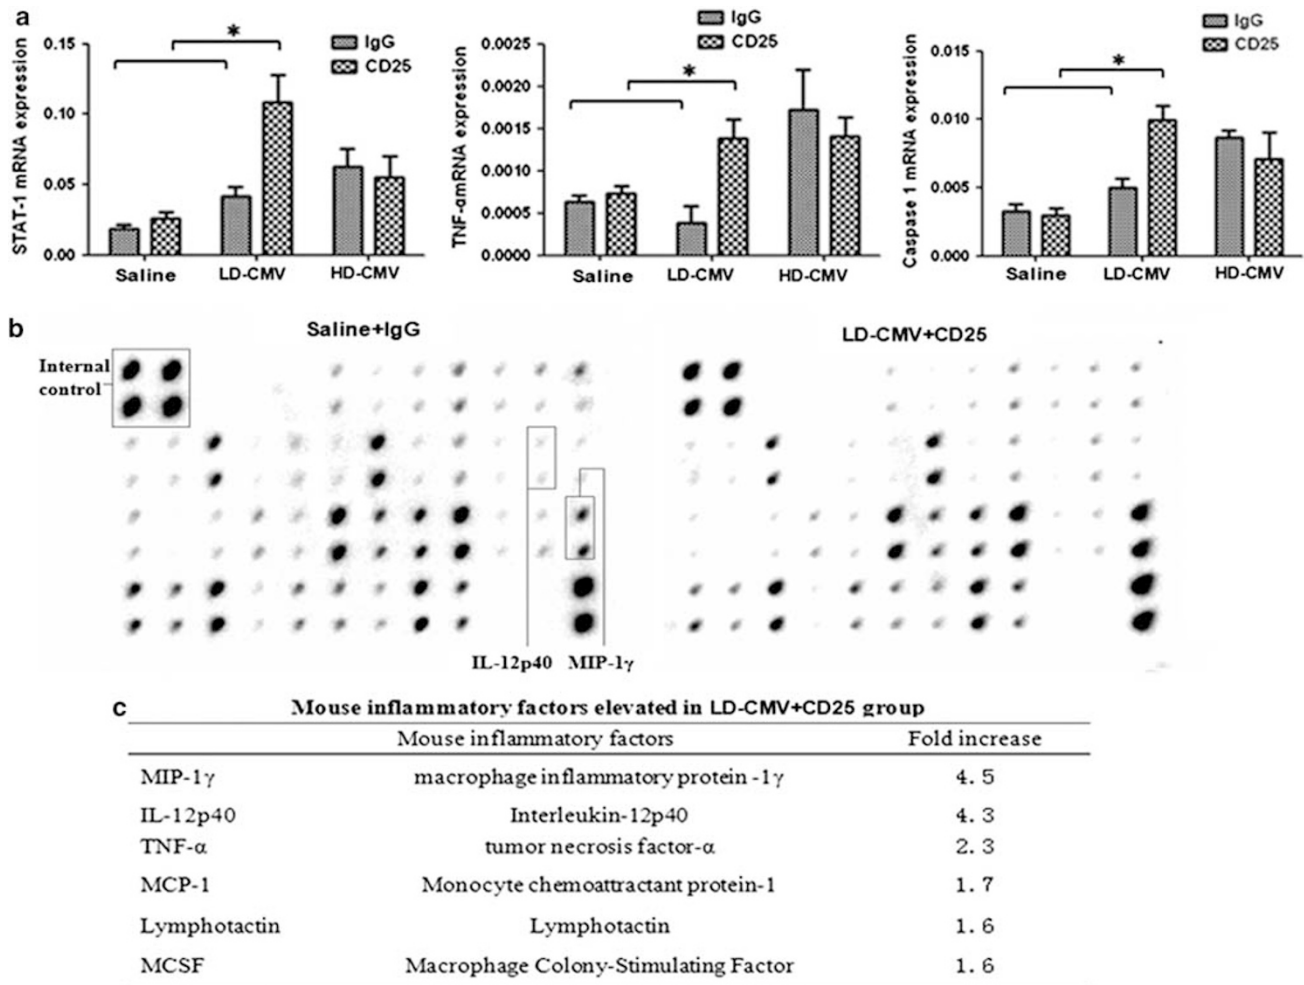 a
STAT-1 mRNA expression
0.15
0.10
0.05
0.00
*
IgG
CD25
Saline LD-CMV HD-CMV
TNF-αmRNA expression
0.0025
0.0020
0.0015
0.0010
0.0005
0.0000
*
IgG
CD25
Saline LD-CMV HD-CMV
Caspase 1 mRNA expression
0.015
0.010
0.005
0.000
*
IgG
CD25
Saline LD-CMV HD-CMV
b
Saline+IgG
LD-CMV+CD25
Internal
control
IL-12p40 MIP-1γ
c
Mouse inflammatory factors elevated in LD-CMV+CD25 group
Mouse inflammatory factors Fold increase
MIP-1γ macrophage inflammatory protein -1γ 4.5
IL-12p40 Interleukin-12p40 4.3
TNF-α tumor necrosis factor-α 2.3
MCP-1 Monocyte chemoattractant protein-1 1.7
Lymphotactin Lymphotactin 1.6
MCSF Macrophage Colony-Stimulating Factor 1.6